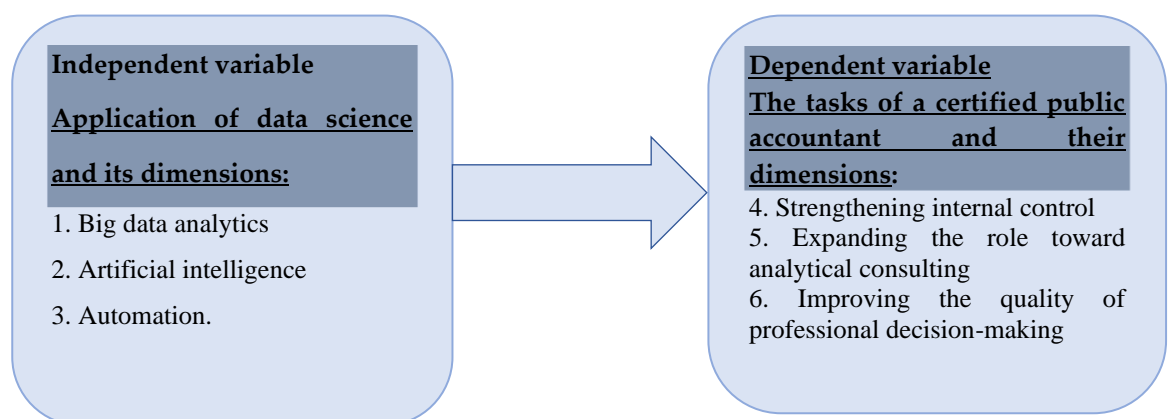 Independent variable
Application of data science
and its dimensions:
1. Big data analytics
2. Artificial intelligence
3. Automation.
Dependent variable
The tasks of a certified public
accountant and their
dimensions:
4. Strengthening internal control
5. Expanding the role toward
analytical consulting
6. Improving the quality of
professional decision-making